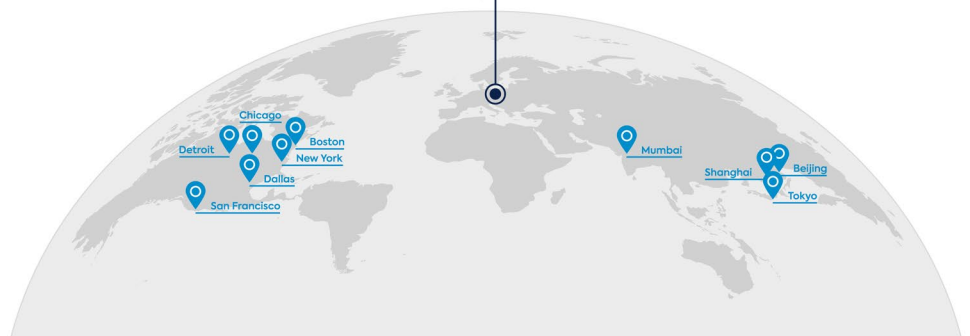 Chicago
Detroit
Boston
New York
Dallas
San Francisco
Mumbai
Shanghai
Beijing
Tokyo